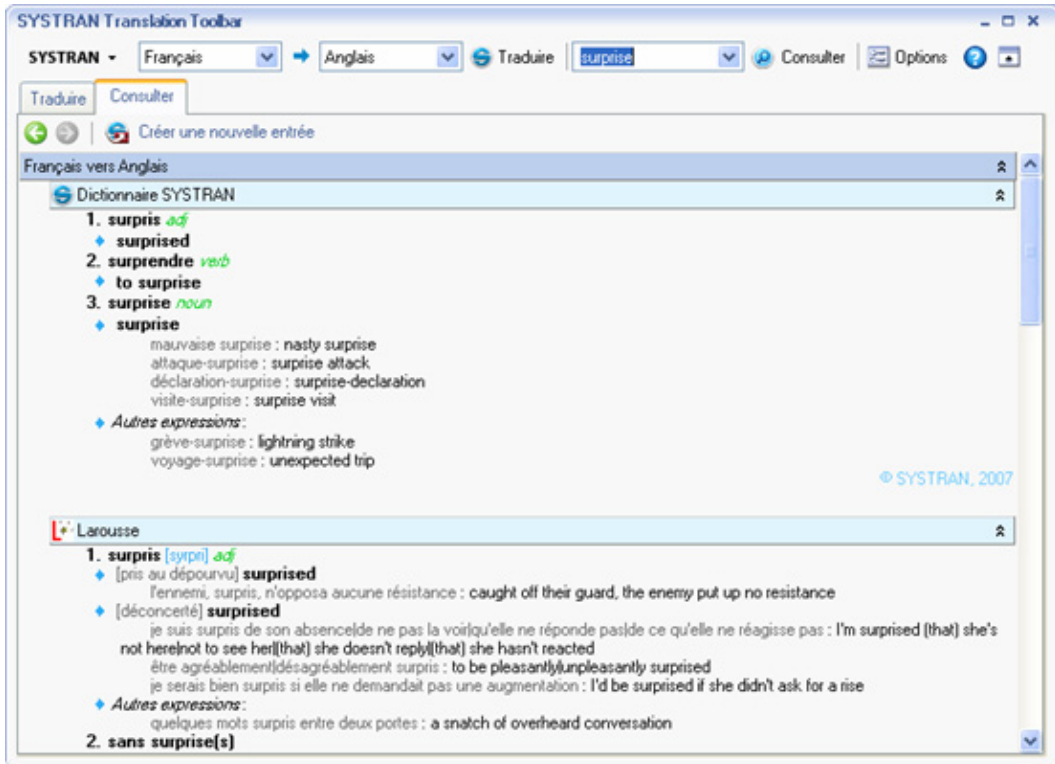 SYSTRAN Translation Toolbar
SYSTRAN Français Anglais Traduire surprise Consulter Options
Traduire Consulter
Créer une nouvelle entrée
Français vers Anglais
Dictionnaire SYSTRAN
1. surpris adj
surprised
2. surprendre verb
to surprise
3. surprise noun
surprise
mauvaise surprise : nasty surprise
attaque-surprise : surprise attack
déclaration-surprise : surprise-declaration
visite-surprise : surprise visit
Autres expressions:
grève-surprise : lightning strike
voyage-surprise : unexpected trip
© SYSTRAN, 2007
Larousse
1. surpris [syrpri] adj
[pris au dépourvu] surprised
l'ennemi, surpris, n'opposa aucune résistance : caught off their guard, the enemy put up no resistance
[déconcerté] surprised
je suis surpris de son absence|de ne pas la voir|qu'elle ne réponde pas|de ce qu'elle ne réagisse pas : I'm surprised (that) she's
not here|not to see her|(that) she doesn't reply|(that) she hasn't reacted
être agréablement|désagréablement surpris : to be pleasantly|unpleasantly surprised
je serais bien surpris si elle ne demandait pas une augmentation : I'd be surprised if she didn't ask for a rise
Autres expressions:
quelques mots surpris entre deux portes : a snatch of overheard conversation
2. sans surprise(s)